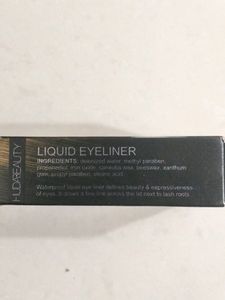 HUDABEAUTY
LIQUID EYELINER
INGREDIENTS: deionized water, methyl paraben,
propanediol, iron oxide, carnauba wax, beeswax, xanthum
gum, propyl paraben, stearic acid
Waterproof liquid eye liner defines beauty & expressiveness
of eyes. It draws a fine line across the lid next to lash roots